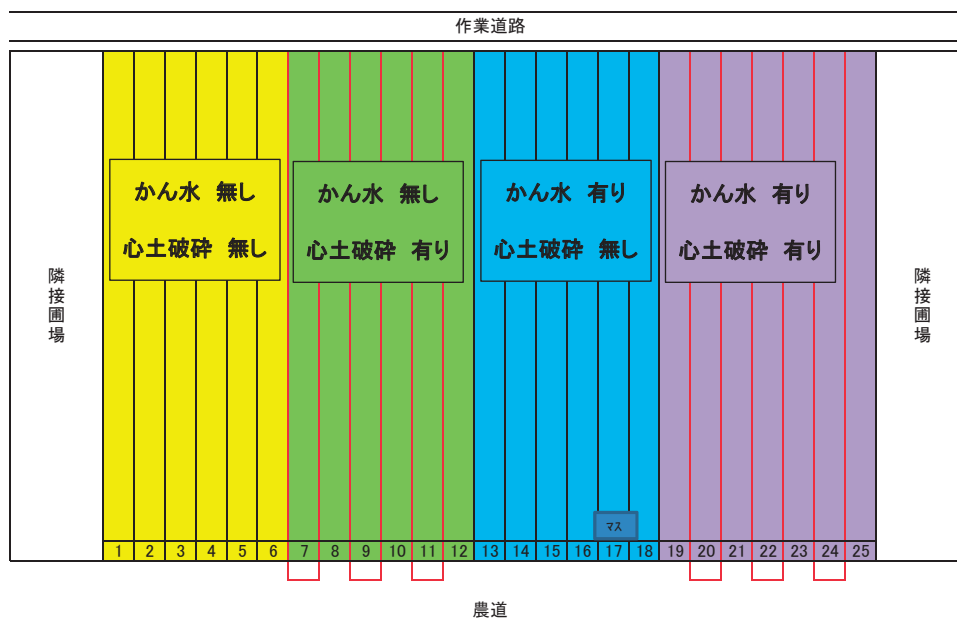 作業道路
かん水 無し
心土破砕 無し
かん水 無し
心土破砕 有り
かん水 有り
心土破砕 無し
かん水 有り
心土破砕 有り
隣接圃場
隣接圃場
マス
1 2 3 4 5 6 7 8 9 10 11 12 13 14 15 16 17 18 19 20 21 22 23 24 25
農道